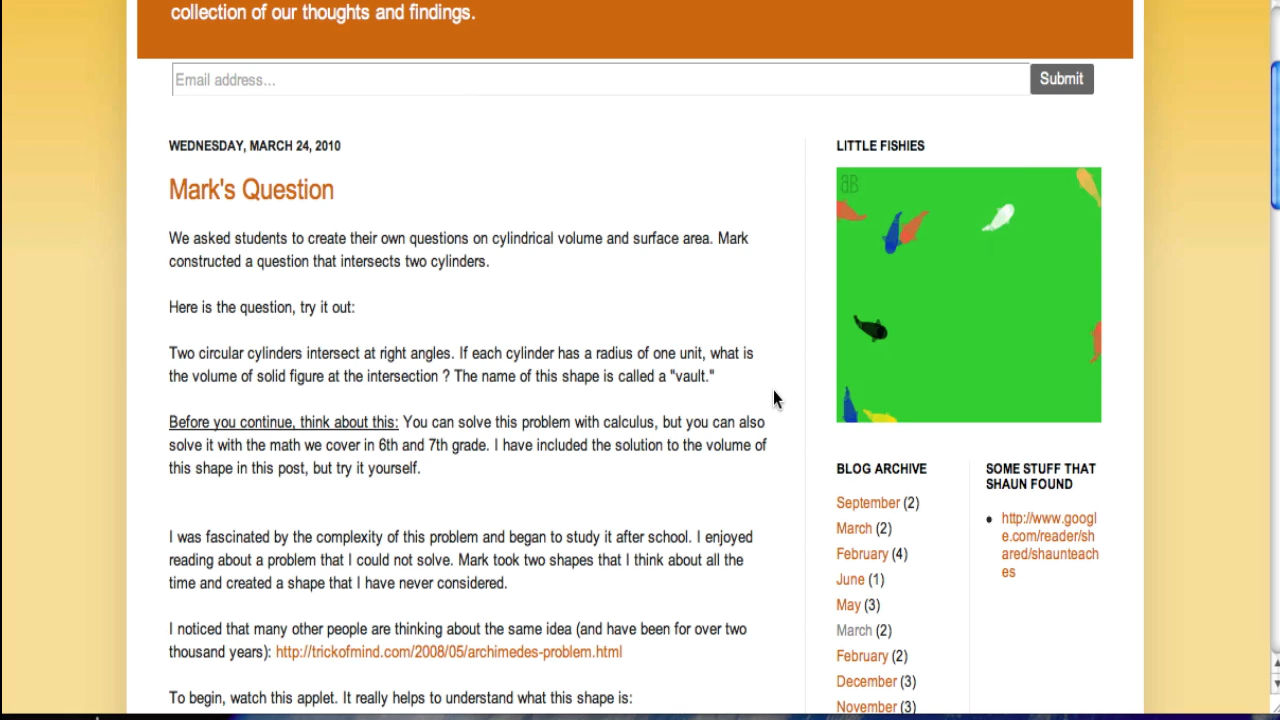 collection of our thoughts and findings.
Email address...
Submit
WEDNESDAY, MARCH 24, 2010
Mark's Question
We asked students to create their own questions on cylindrical volume and surface area. Mark
constructed a question that intersects two cylinders.
Here is the question, try it out:
Two circular cylinders intersect at right angles. If each cylinder has a radius of one unit, what is
the volume of solid figure at the intersection ? The name of this shape is called a "vault."
Before you continue, think about this: You can solve this problem with calculus, but you can also
solve it with the math we cover in 6th and 7th grade. I have included the solution to the volume of
this shape in this post, but try it yourself.
I was fascinated by the complexity of this problem and began to study it after school. I enjoyed
reading about a problem that I could not solve. Mark took two shapes that I think about all the
time and created a shape that I have never considered.
I noticed that many other people are thinking about the same idea (and have been for over two
thousand years): http://trickofmind.com/2008/05/archimedes-problem.html
To begin, watch this applet. It really helps to understand what this shape is:
LITTLE FISHIES
aB
BLOG ARCHIVE
September (2)
March (2)
February (4)
June (1)
May (3)
March (2)
February (2)
December (3)
November (3)
SOME STUFF THAT
SHAUN FOUND
http://www.googl
e.com/reader/sh
ared/shaunteach
es